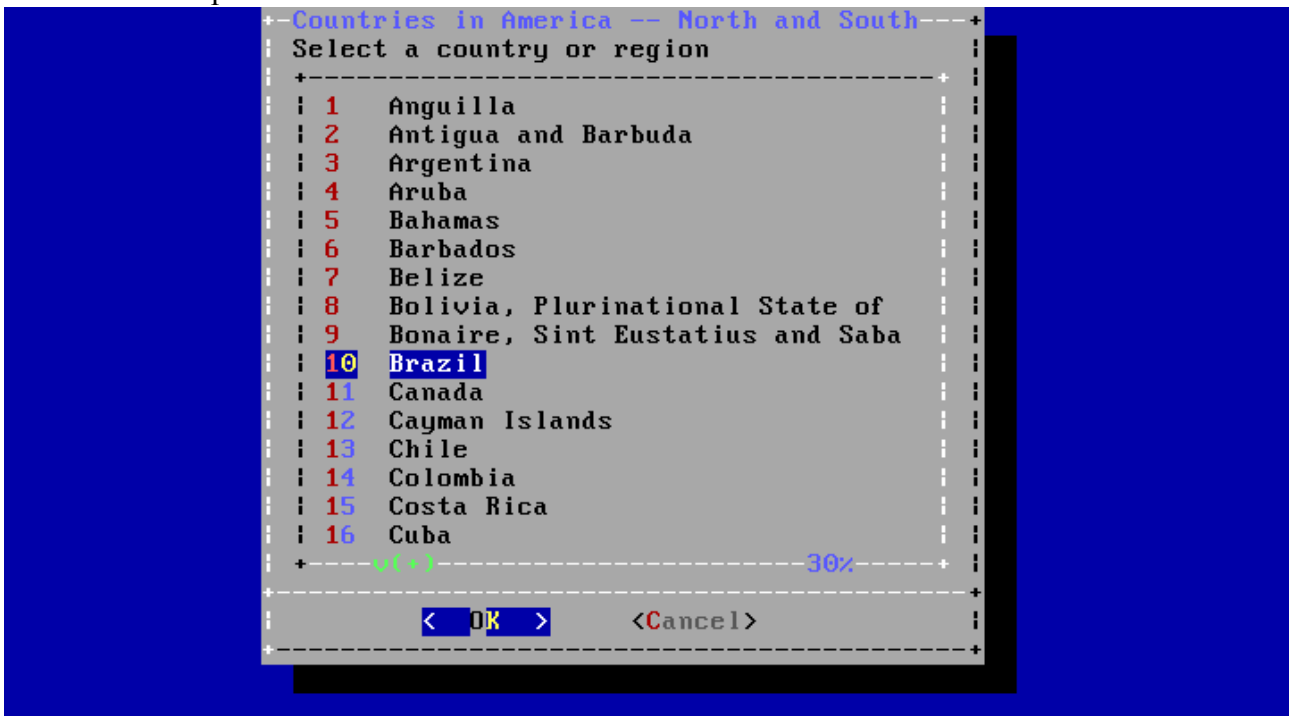 Countries in America -- North and South
Select a country or region
1 Anguilla
2 Antigua and Barbuda
3 Argentina
4 Aruba
5 Bahamas
6 Barbados
7 Belize
8 Bolivia, Plurinational State of
9 Bonaire, Sint Eustatius and Saba
10 Brazil
11 Canada
12 Cayman Islands
13 Chile
14 Colombia
15 Costa Rica
16 Cuba
v(+) 30%
< OK > <Cancel>